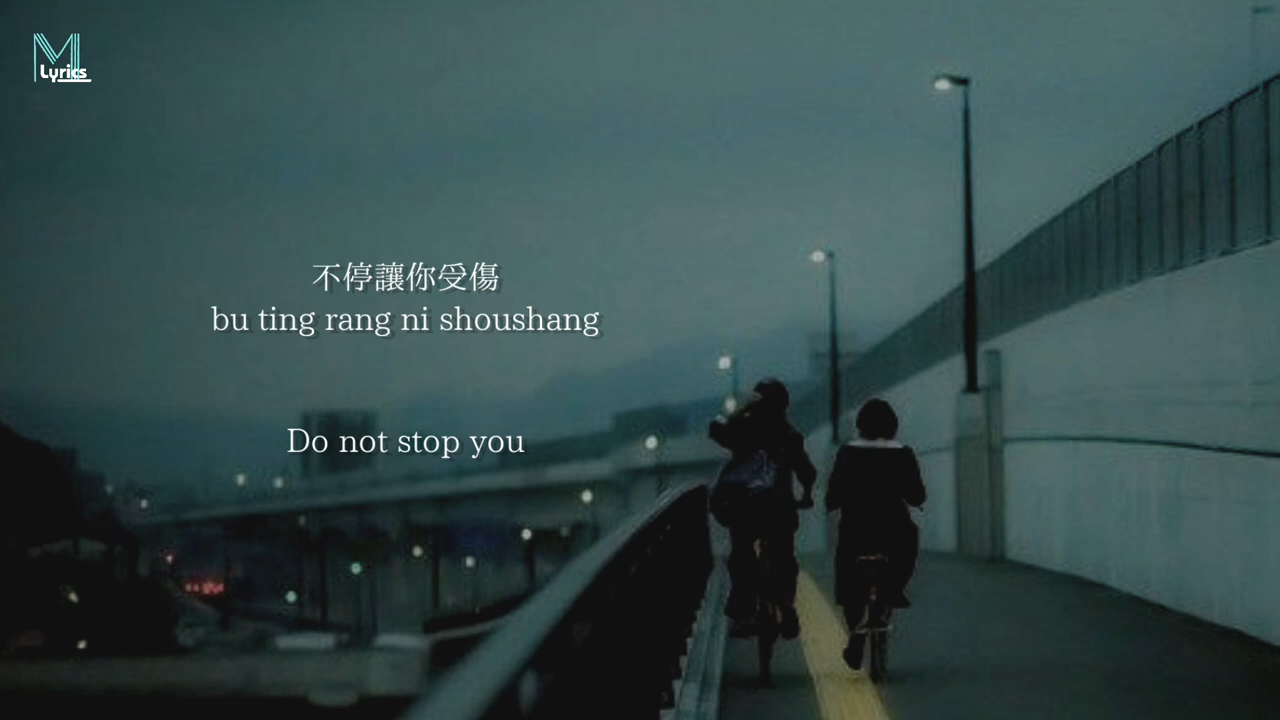 M
Lyrics
不停讓你受傷
bu ting rang ni shoushang
Do not stop you